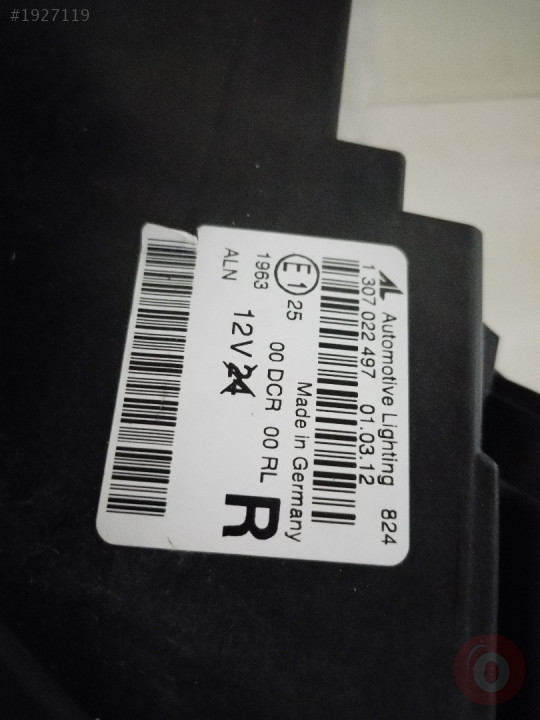 #1927119
AL Automotive Lighting 824
1 307 022 497 01.03.12
Made in Germany
E1 25 00 DCR 00 RL
1963
12V R
ALN